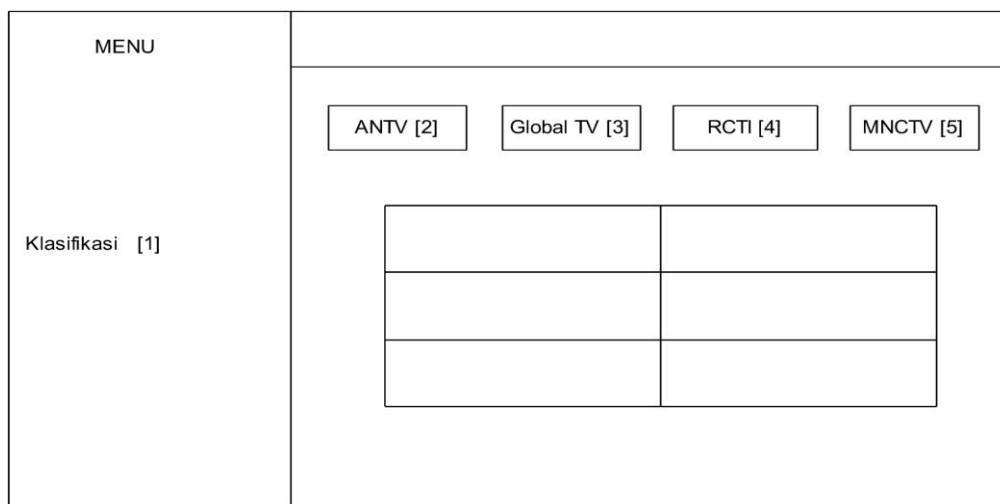 MENU
ANTV [2] Global TV [3] RCTI [4] MNCTV [5]
Klasifikasi [1]